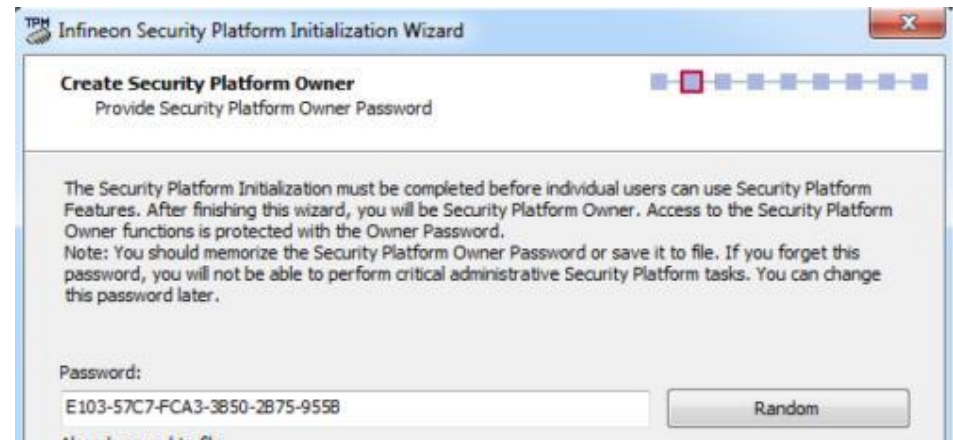 TPM
Infineon Security Platform Initialization Wizard
Create Security Platform Owner
Provide Security Platform Owner Password
The Security Platform Initialization must be completed before individual users can use Security Platform
Features. After finishing this wizard, you will be Security Platform Owner. Access to the Security Platform
Owner functions is protected with the Owner Password.
Note: You should memorize the Security Platform Owner Password or save it to file. If you forget this
password, you will not be able to perform critical administrative Security Platform tasks. You can change
this password later.
Password:
E103-57C7-FCA3-3B50-2B75-955B
Random